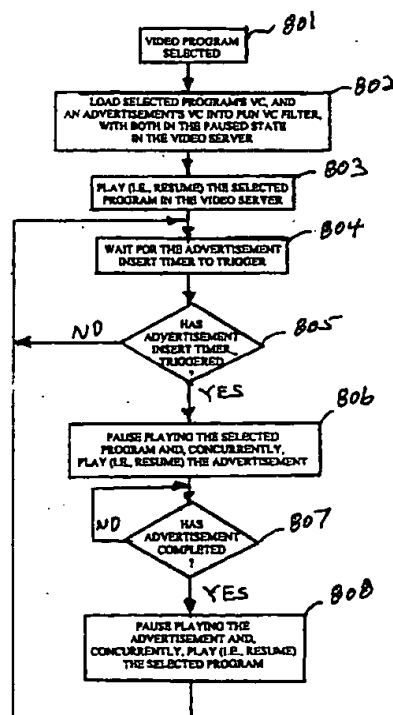 801
VIDEO PROGRAM
SELECTED
802
LOAD SELECTED PROGRAM'S VC, AND
AN ADVERTISEMENT'S VC INTO PUN VC FILTER,
WITH BOTH IN THE PAUSED STATE
IN THE VIDEO SERVER
803
PLAY (I.E., RESUME) THE SELECTED
PROGRAM IN THE VIDEO SERVER
804
WAIT FOR THE ADVERTISEMENT
INSERT TIMER TO TRIGGER
805
NO
HAS
ADVERTISEMENT
INSERT TIMER
TRIGGERED
?
YES
806
PAUSE PLAYING THE SELECTED
PROGRAM AND, CONCURRENTLY,
PLAY (I.E., RESUME) THE ADVERTISEMENT
NO
HAS
ADVERTISEMENT
COMPLETED
?
807
YES
808
PAUSE PLAYING THE
ADVERTISEMENT AND,
CONCURRENTLY, PLAY (I.E., RESUME)
THE SELECTED PROGRAM